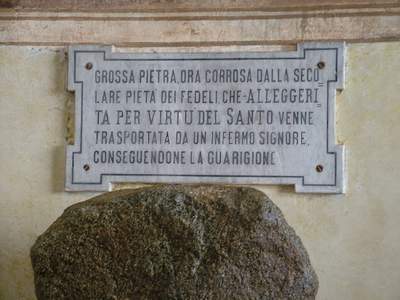 GROSSA PIETRA, ORA CORROSA DALLA SECO
LARE PIETÀ DEI FEDELI, CHE ALLEGGERI
TA PER VIRTÙ DEL SANTO VENNE
TRASPORTATA DA UN INFERMO SIGNORE,
CONSEGUENDONE LA GUARIGIONE